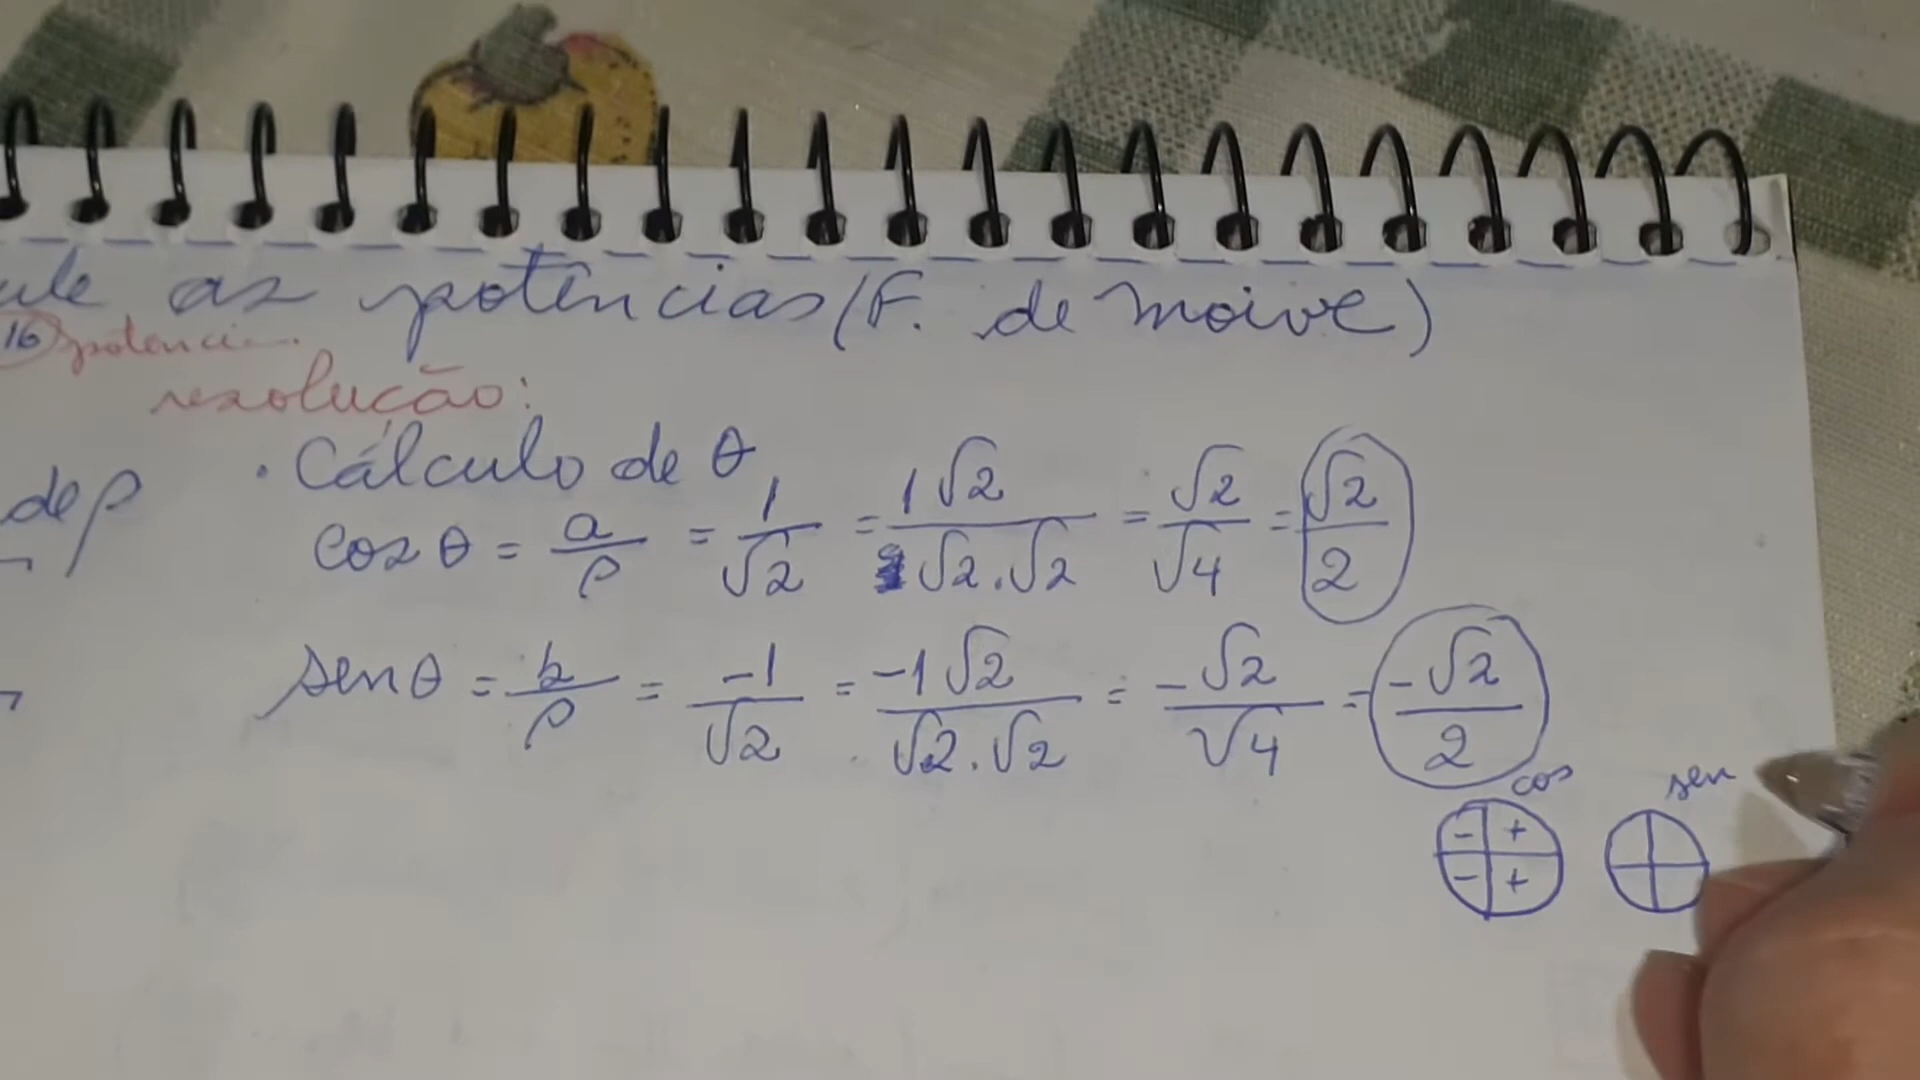 as potências (F. de moivre)
16 potenci.
resolução:
de ρ
• Cálculo de θ
cos θ = a/ρ = 1/√2 = 1√2/√2.√2 = √2/√4 = √2/2
sen θ = b/ρ = -1/√2 = -1√2/√2.√2 = -√2/√4 = -√2/2
cos sen
- +
- +